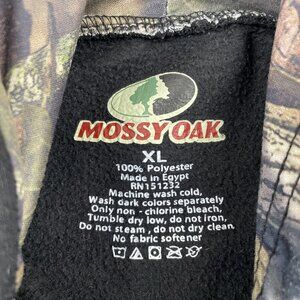 MOSSY OAK
XL
100% Polyester
Made in Egypt
RN151232
Machine wash cold,
Wash dark colors separately
Only non - chlorine bleach,
Tumble dry low, do not iron,
Do not steam , do not dry clean
No fabric softener